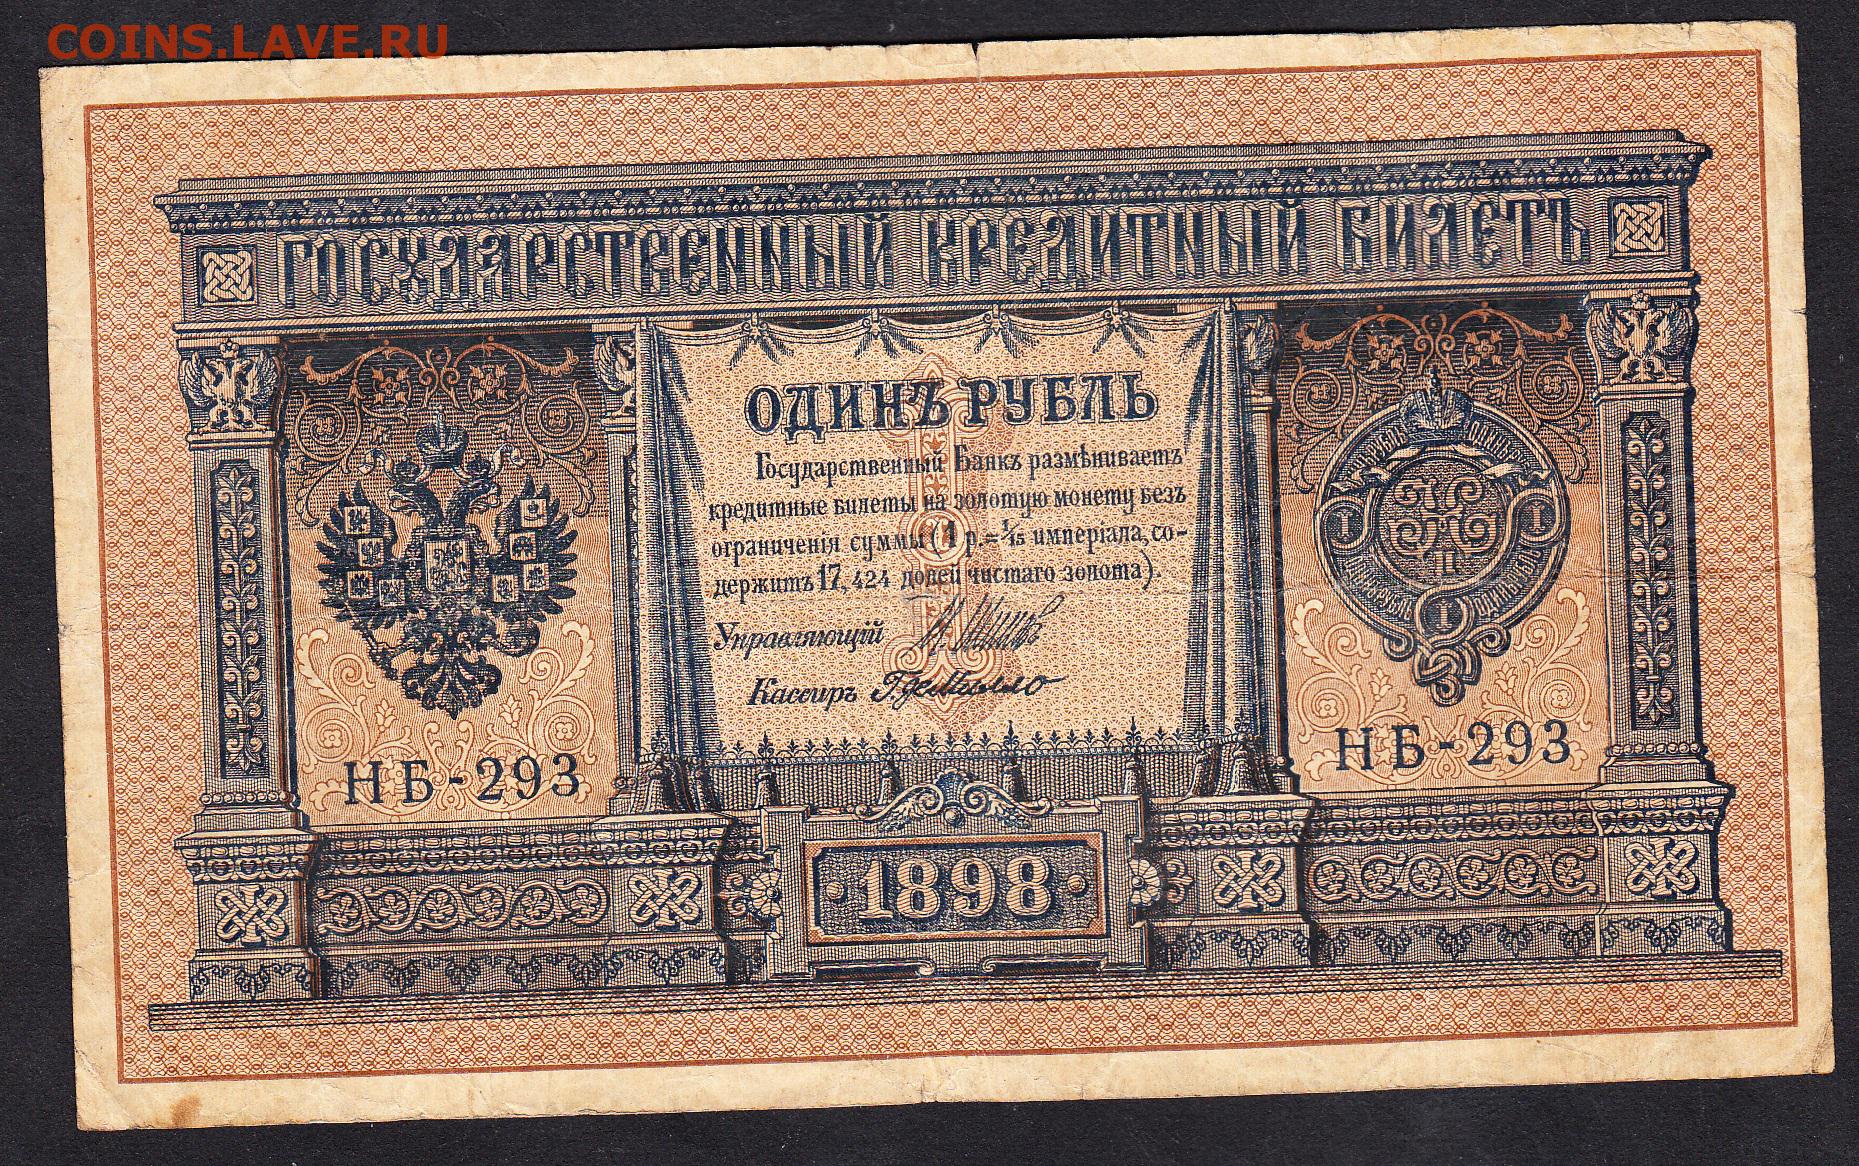 COINS.LAVE.RU
ГОСУДАРСТВЕННЫЙ КРЕДИТНЫЙ БИЛЕТЪ
ОДИНЪ РУБЛЬ
Государственный Банкъ размѣниваетъ
кредитные билеты на золотую монету безъ
ограниченія суммы (1 р.= 1/15 имперіала, со-
держитъ 17,424 долей чистаго золота).
Управляющій
Кассиръ
НБ-293
НБ-293
1898